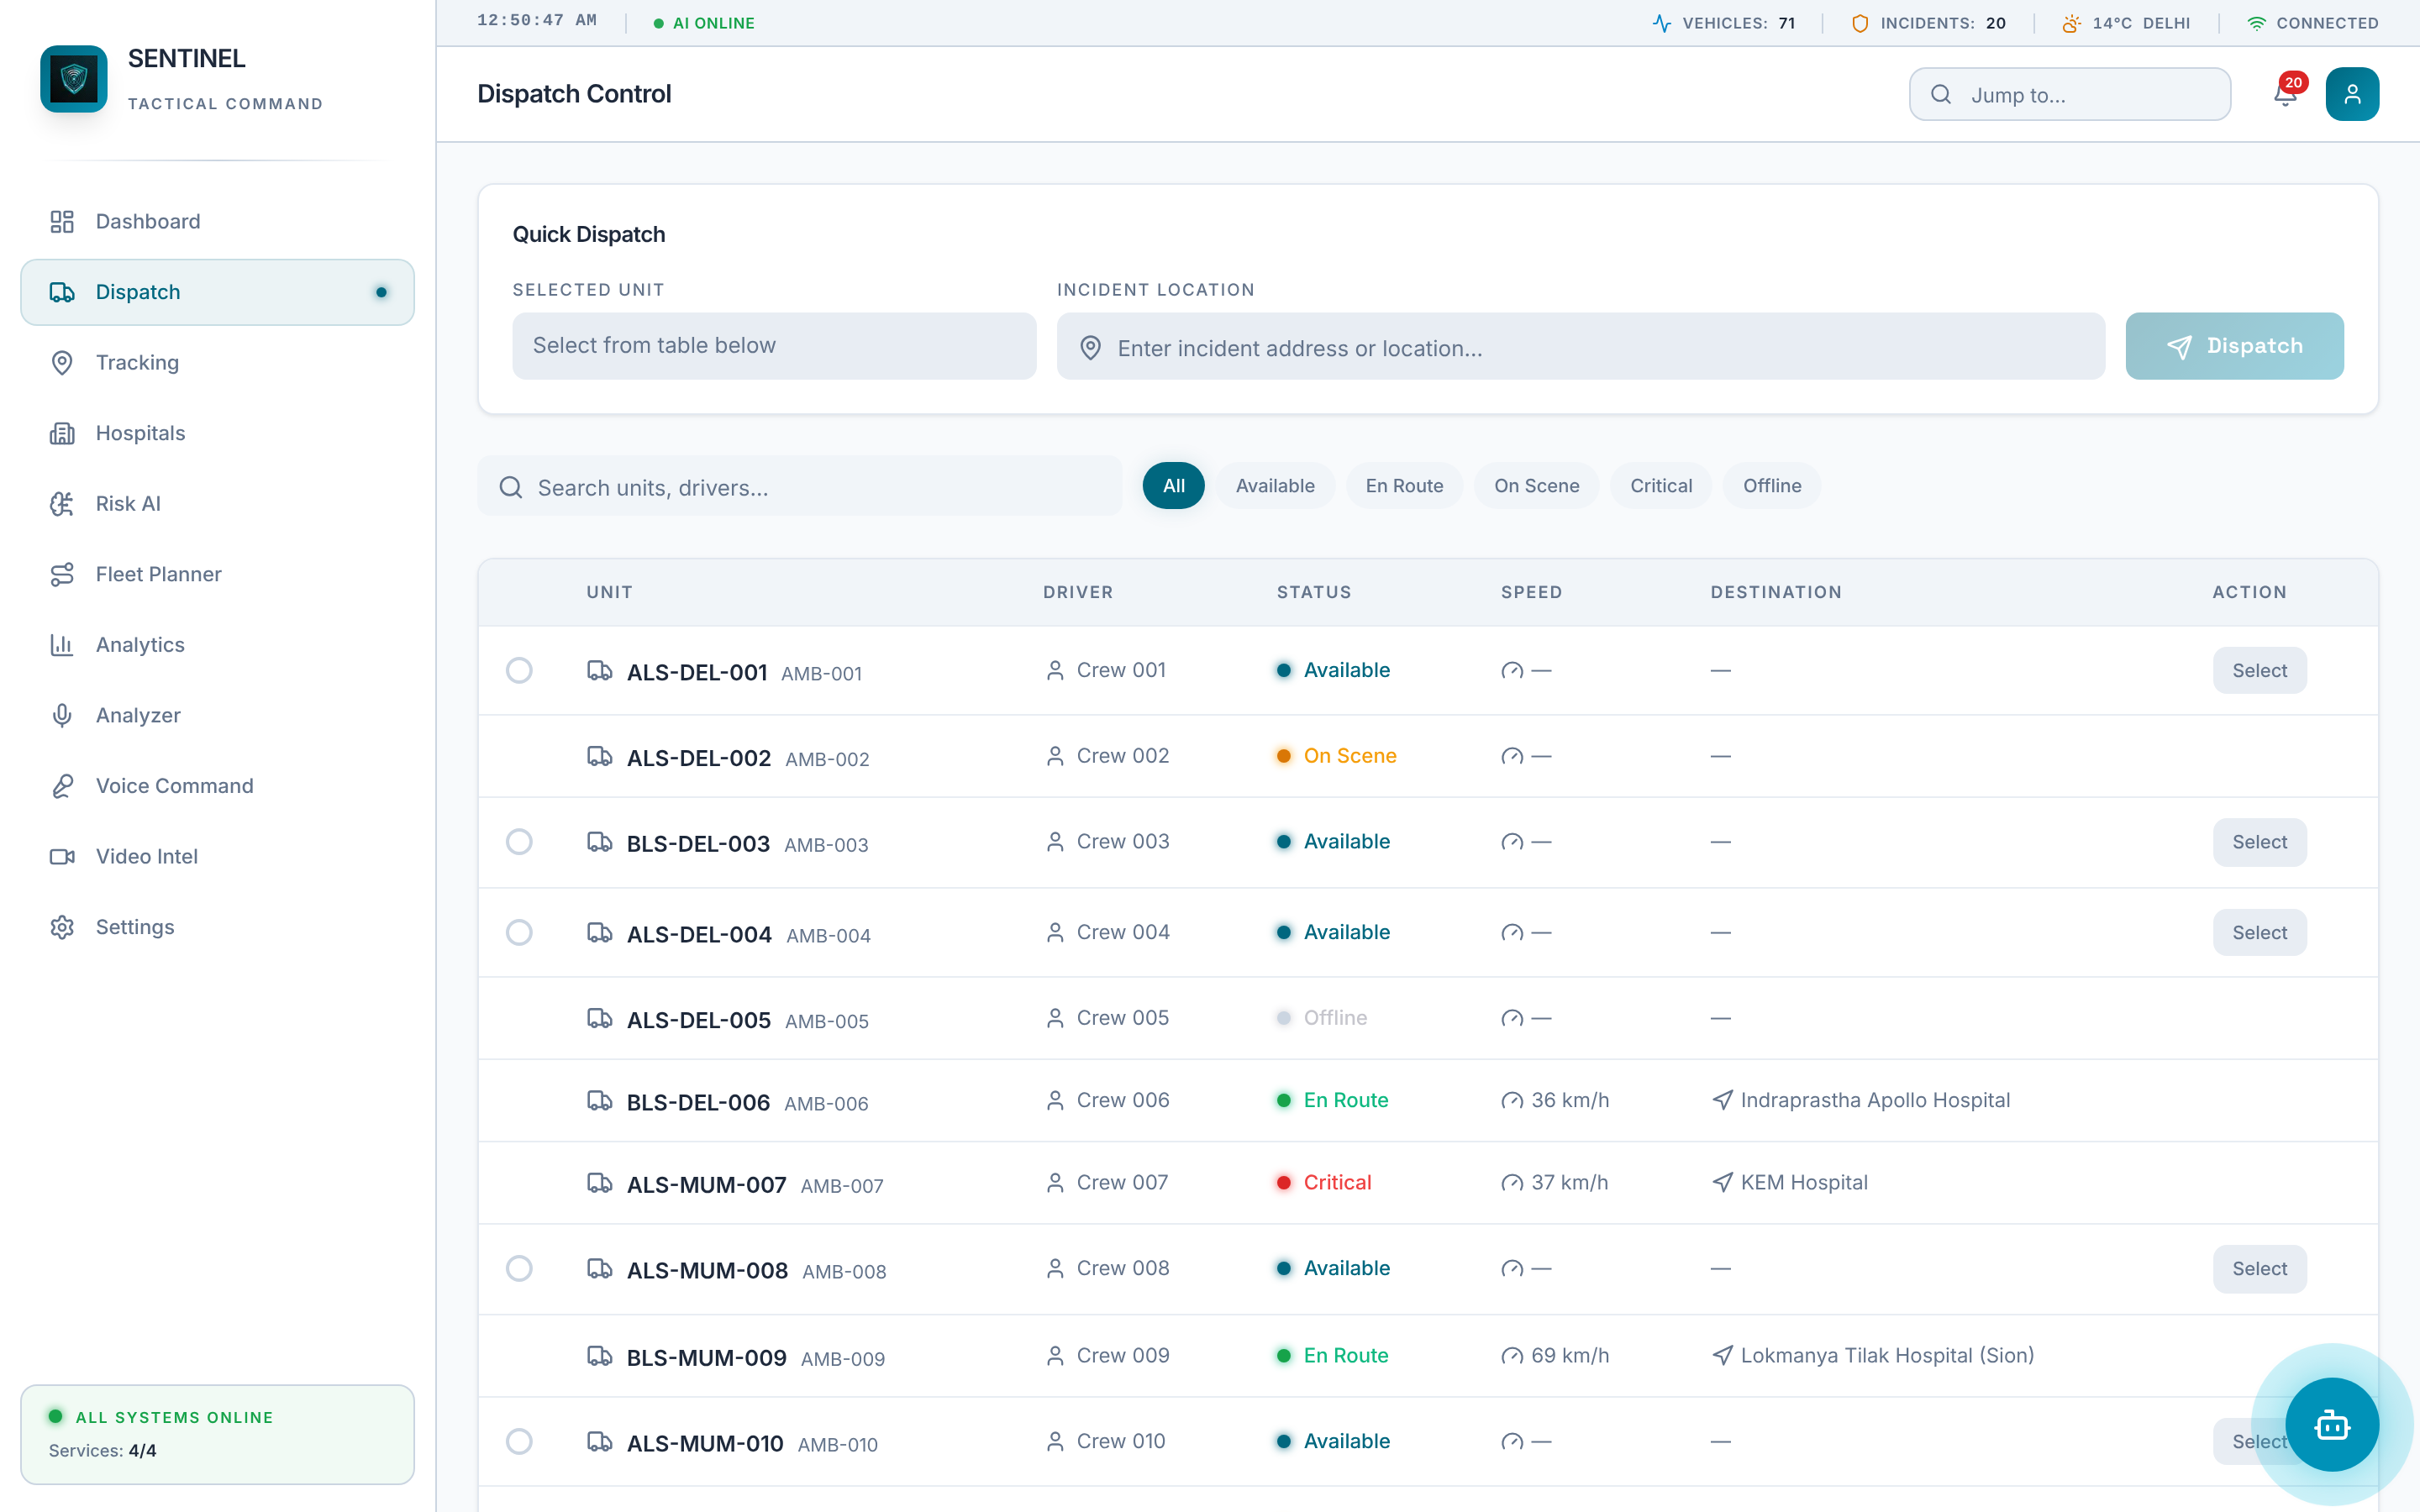 SENTINEL
TACTICAL COMMAND
Dashboard
Dispatch
Tracking
Hospitals
Risk AI
Fleet Planner
Analytics
Analyzer
Voice Command
Video Intel
Settings
ALL SYSTEMS ONLINE
Services: 4/4
12:50:47 AM AI ONLINE VEHICLES: 71 INCIDENTS: 20 14°C DELHI CONNECTED
Dispatch Control Jump to... 20
Quick Dispatch
SELECTED UNIT INCIDENT LOCATION
Select from table below Enter incident address or location... Dispatch
Search units, drivers... All Available En Route On Scene Critical Offline
UNIT DRIVER STATUS SPEED DESTINATION ACTION
ALS-DEL-001 AMB-001 Crew 001 Available — — Select
ALS-DEL-002 AMB-002 Crew 002 On Scene — —
BLS-DEL-003 AMB-003 Crew 003 Available — — Select
ALS-DEL-004 AMB-004 Crew 004 Available — — Select
ALS-DEL-005 AMB-005 Crew 005 Offline — —
BLS-DEL-006 AMB-006 Crew 006 En Route 36 km/h Indraprastha Apollo Hospital
ALS-MUM-007 AMB-007 Crew 007 Critical 37 km/h KEM Hospital
ALS-MUM-008 AMB-008 Crew 008 Available — — Select
BLS-MUM-009 AMB-009 Crew 009 En Route 69 km/h Lokmanya Tilak Hospital (Sion)
ALS-MUM-010 AMB-010 Crew 010 Available — — Select